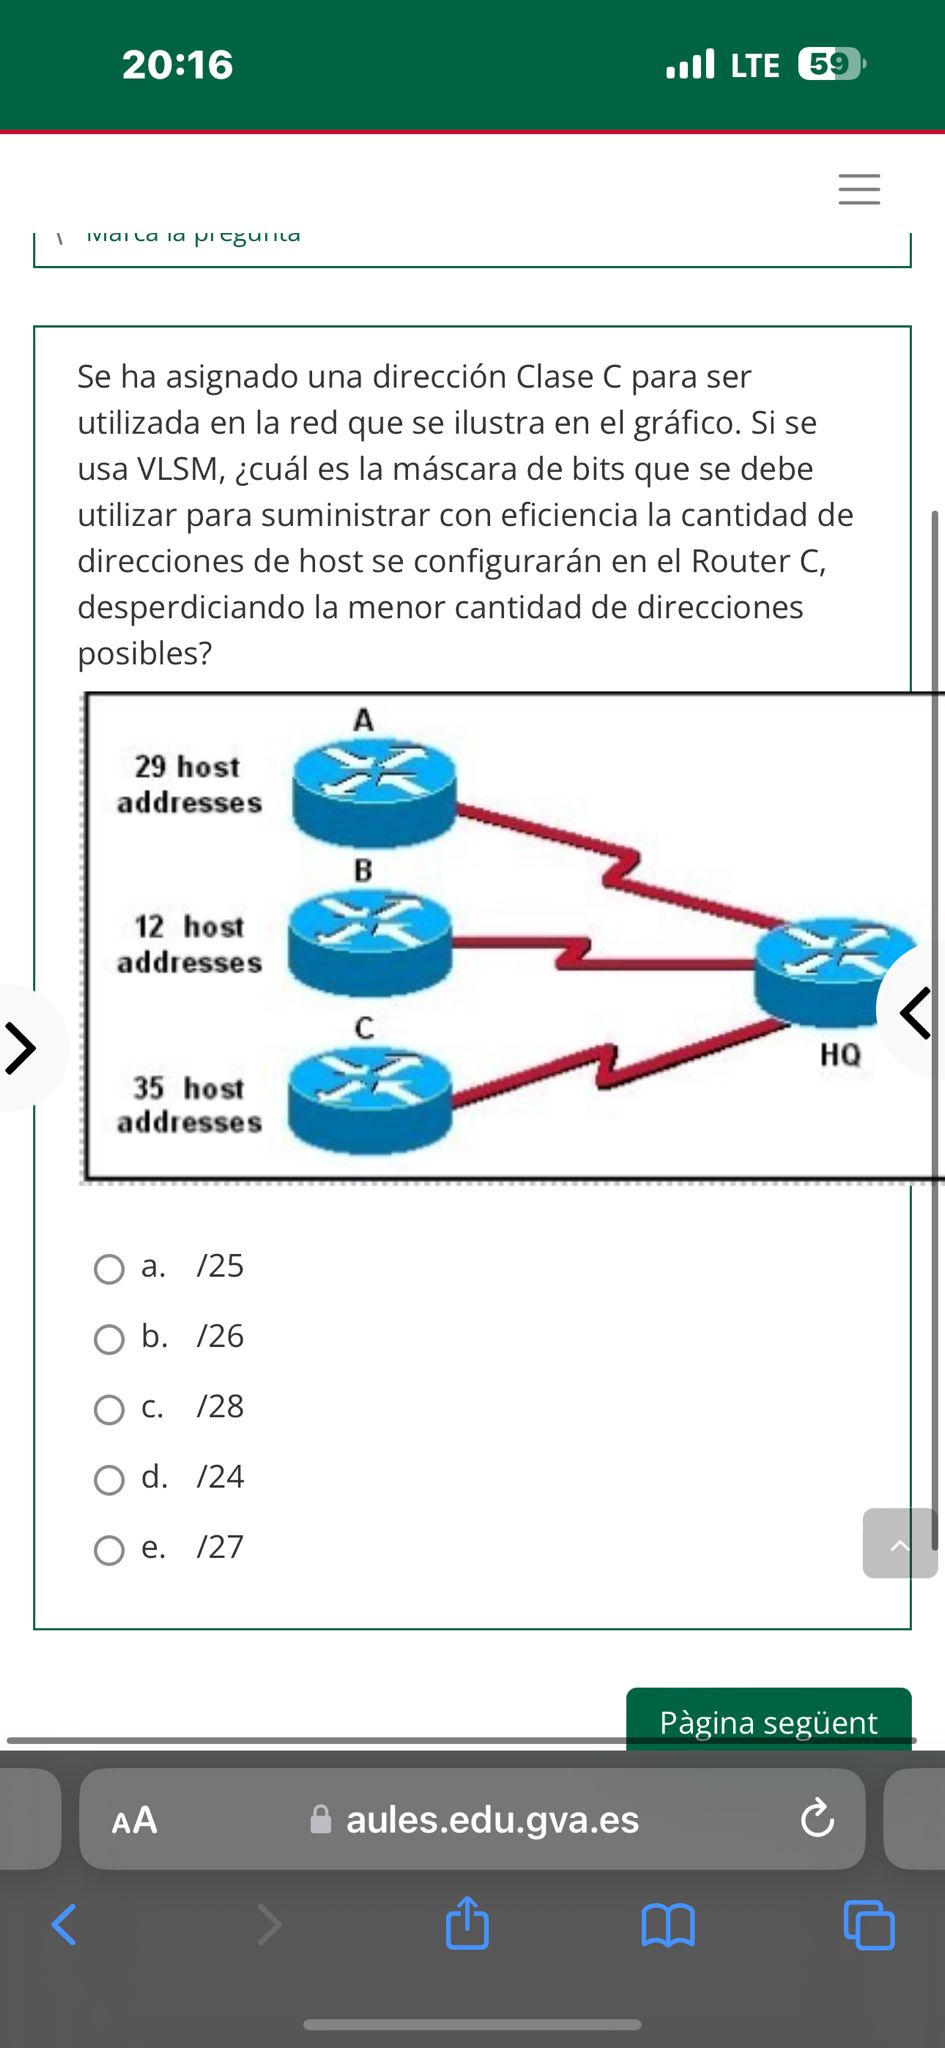 20:16
LTE 59
Marca la pregunta
Se ha asignado una dirección Clase C para ser
utilizada en la red que se ilustra en el gráfico. Si se
usa VLSM, ¿cuál es la máscara de bits que se debe
utilizar para suministrar con eficiencia la cantidad de
direcciones de host se configurarán en el Router C,
desperdiciando la menor cantidad de direcciones
posibles?
A
29 host
addresses
B
12 host
addresses
C
35 host
addresses
HQ
a. /25
b. /26
c. /28
d. /24
e. /27
Pàgina següent
AA aules.edu.gva.es